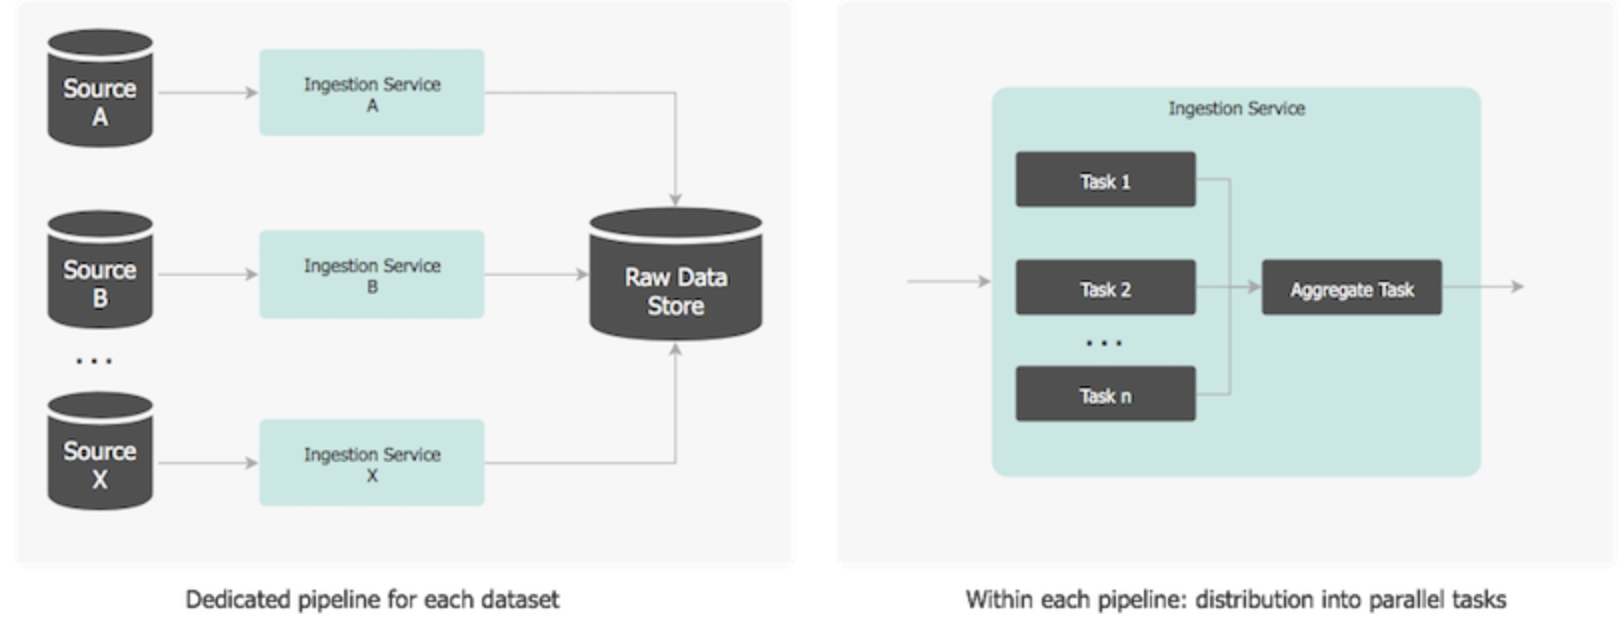 Source
A
Ingestion Service
A
Source
B
Ingestion Service
B
Raw Data
Store
...
Source
X
Ingestion Service
X
Dedicated pipeline for each dataset
Ingestion Service
Task 1
Task 2
...
Task n
Aggregate Task
Within each pipeline: distribution into parallel tasks